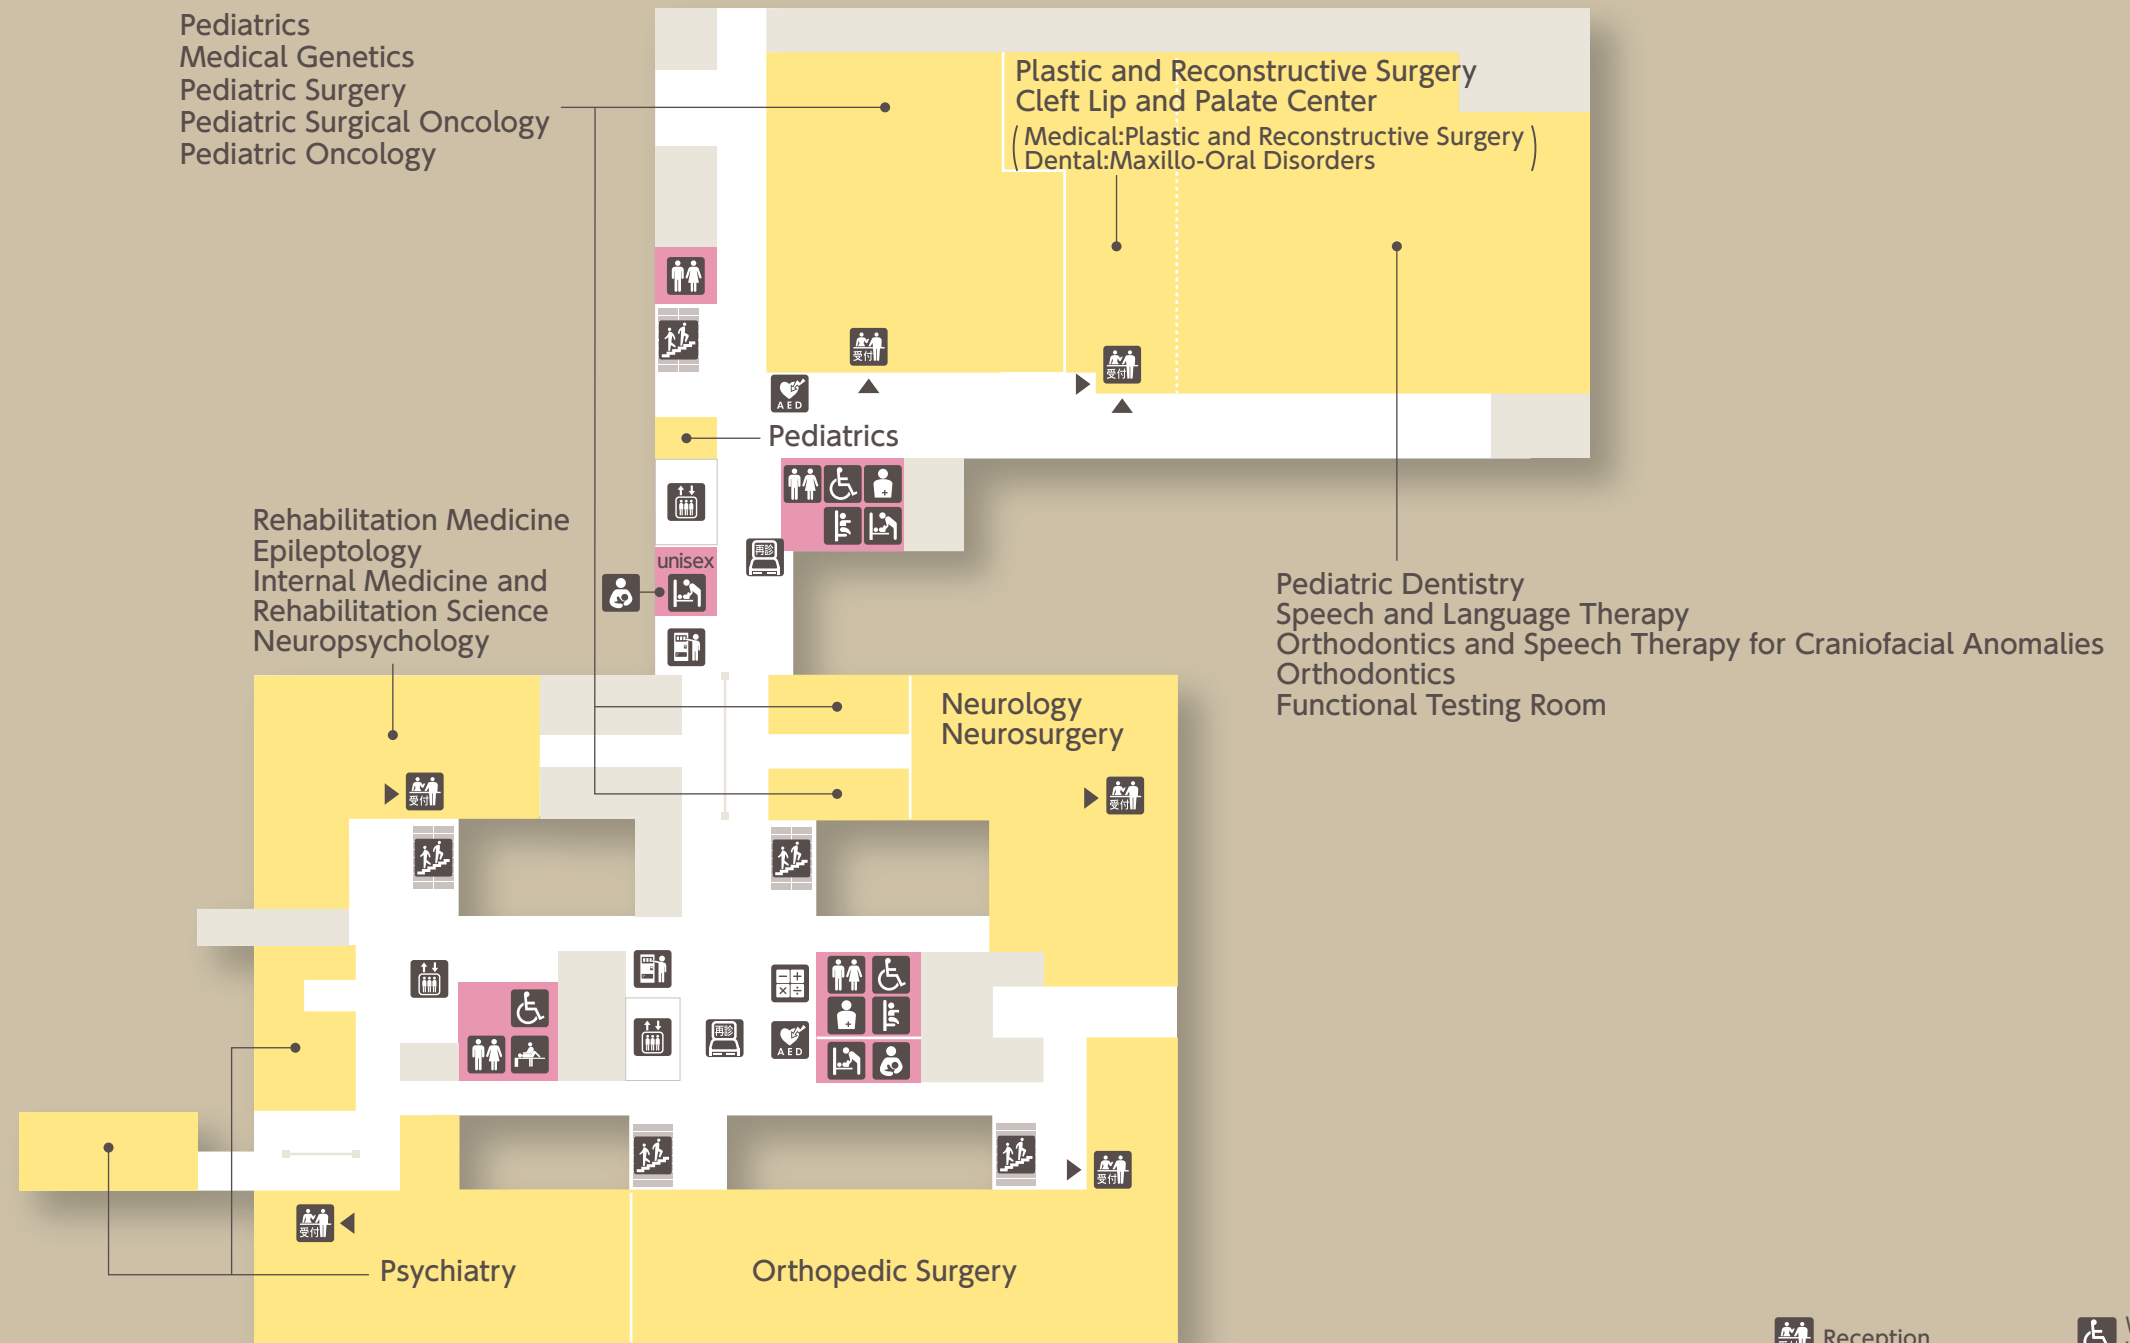 Pediatrics
Medical Genetics
Pediatric Surgery
Pediatric Surgical Oncology
Pediatric Oncology
Plastic and Reconstructive Surgery
Cleft Lip and Palate Center
(Medical:Plastic and Reconstructive Surgery
Dental:Maxillo-Oral Disorders)
受付
受付
AED
Pediatrics
再診
unisex
Rehabilitation Medicine
Epileptology
Internal Medicine and
Rehabilitation Science
Neuropsychology
Pediatric Dentistry
Speech and Language Therapy
Orthodontics and Speech Therapy for Craniofacial Anomalies
Orthodontics
Functional Testing Room
Neurology
Neurosurgery
受付
受付
再診
AED
受付
受付
Psychiatry
Orthopedic Surgery
Reception